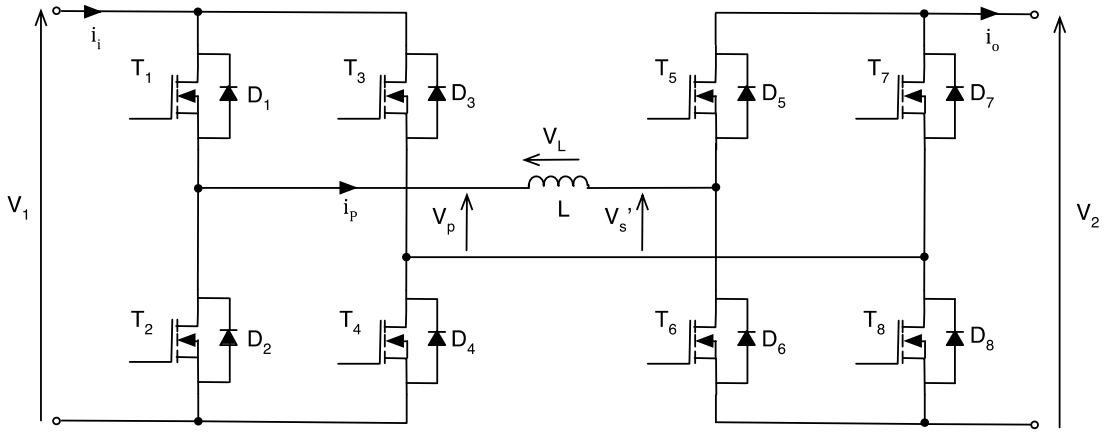 i_i
i_o
T_1
D_1
T_3
D_3
T_5
D_5
T_7
D_7
V_L
V_1
i_P
V_p
L
V_s'
V_2
T_2
D_2
T_4
D_4
T_6
D_6
T_8
D_8